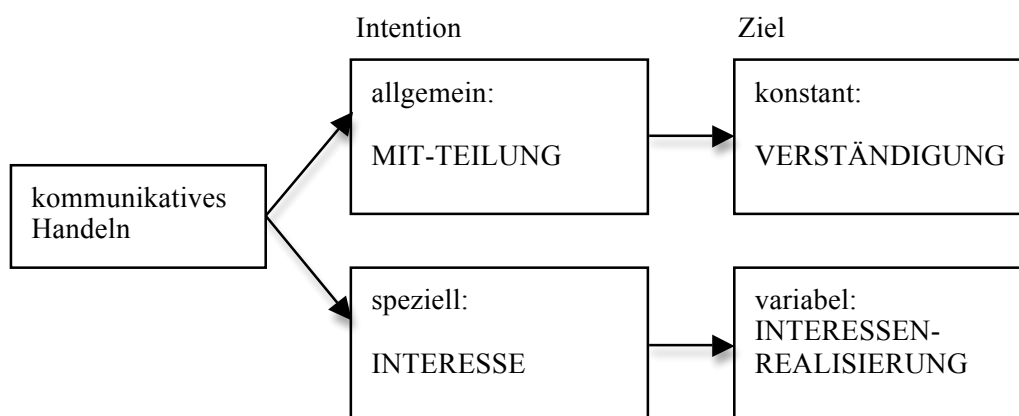 Intention
Ziel
allgemein:
MIT-TEILUNG
konstant:
VERSTÄNDIGUNG
kommunikatives
Handeln
speziell:
INTERESSE
variabel:
INTERESSEN-
REALISIERUNG